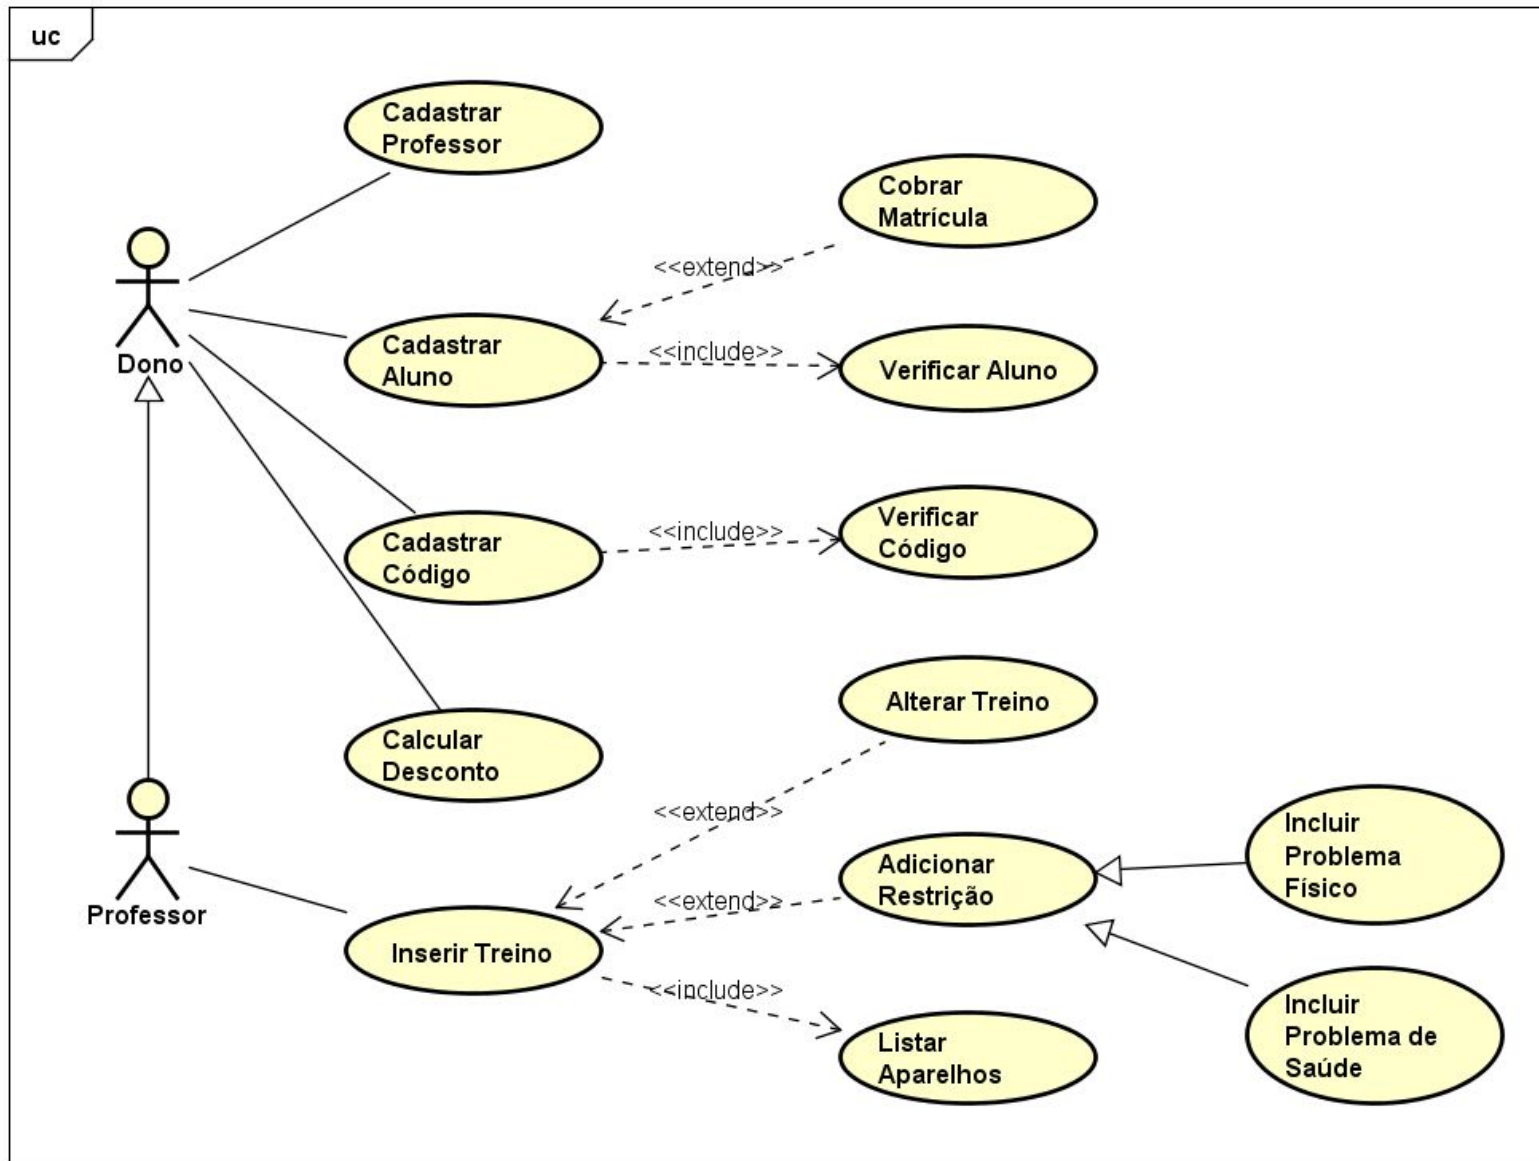 uc
Cadastrar
Professor
Cobrar
Matrícula
<<extend>>
Dono
Cadastrar
Aluno
<<include>>
Verificar Aluno
Cadastrar
Código
<<include>>
Verificar
Código
Alterar Treino
Calcular
Desconto
<<extend>>
Professor
Inserir Treino
<<extend>>
Adicionar
Restrição
Incluir
Problema
Físico
<<include>>
Listar
Aparelhos
Incluir
Problema de
Saúde